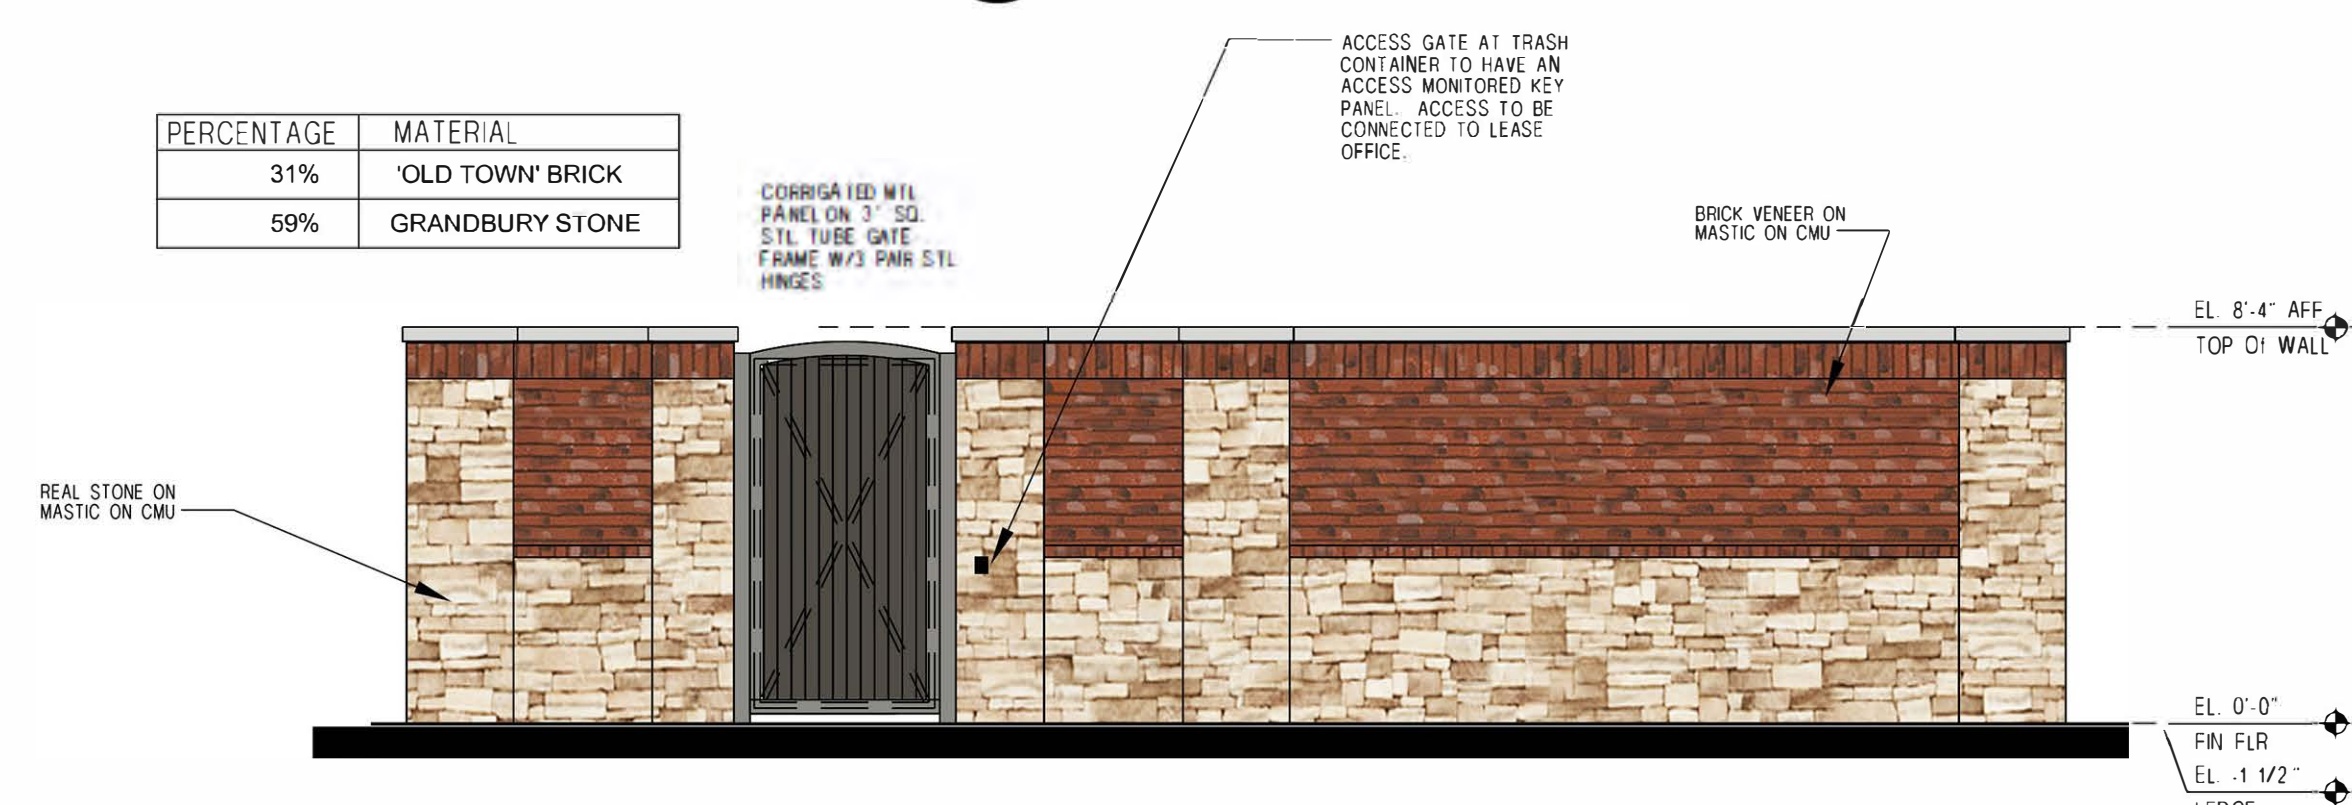 ACCESS GATE AT TRASH
CONTAINER TO HAVE AN
ACCESS MONITORED KEY
PANEL. ACCESS TO BE
CONNECTED TO LEASE
OFFICE.
PERCENTAGE MATERIAL
31% 'OLD TOWN' BRICK
59% GRANDBURY STONE
CORRIGATED MTL
PANEL ON 3" SQ.
STL TUBE GATE
FRAME W/3 PAIR STL
HINGES
BRICK VENEER ON
MASTIC ON CMU
EL. 8'-4" AFF
TOP Of WALL
REAL STONE ON
MASTIC ON CMU
EL. 0'-0"
FIN FLR
EL. -1 1/2"